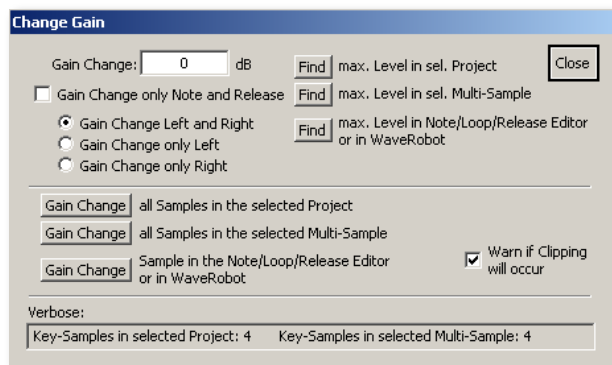 Change Gain
Gain Change: 0 dB
Find max. Level in sel. Project
Close
Gain Change only Note and Release
Find max. Level in sel. Multi-Sample
Gain Change Left and Right
Gain Change only Left
Gain Change only Right
Find max. Level in Note/Loop/Release Editor
or in WaveRobot
Gain Change all Samples in the selected Project
Gain Change all Samples in the selected Multi-Sample
Gain Change Sample in the Note/Loop/Release Editor
or in WaveRobot
Warn if Clipping
will occur
Verbose:
Key-Samples in selected Project: 4 Key-Samples in selected Multi-Sample: 4